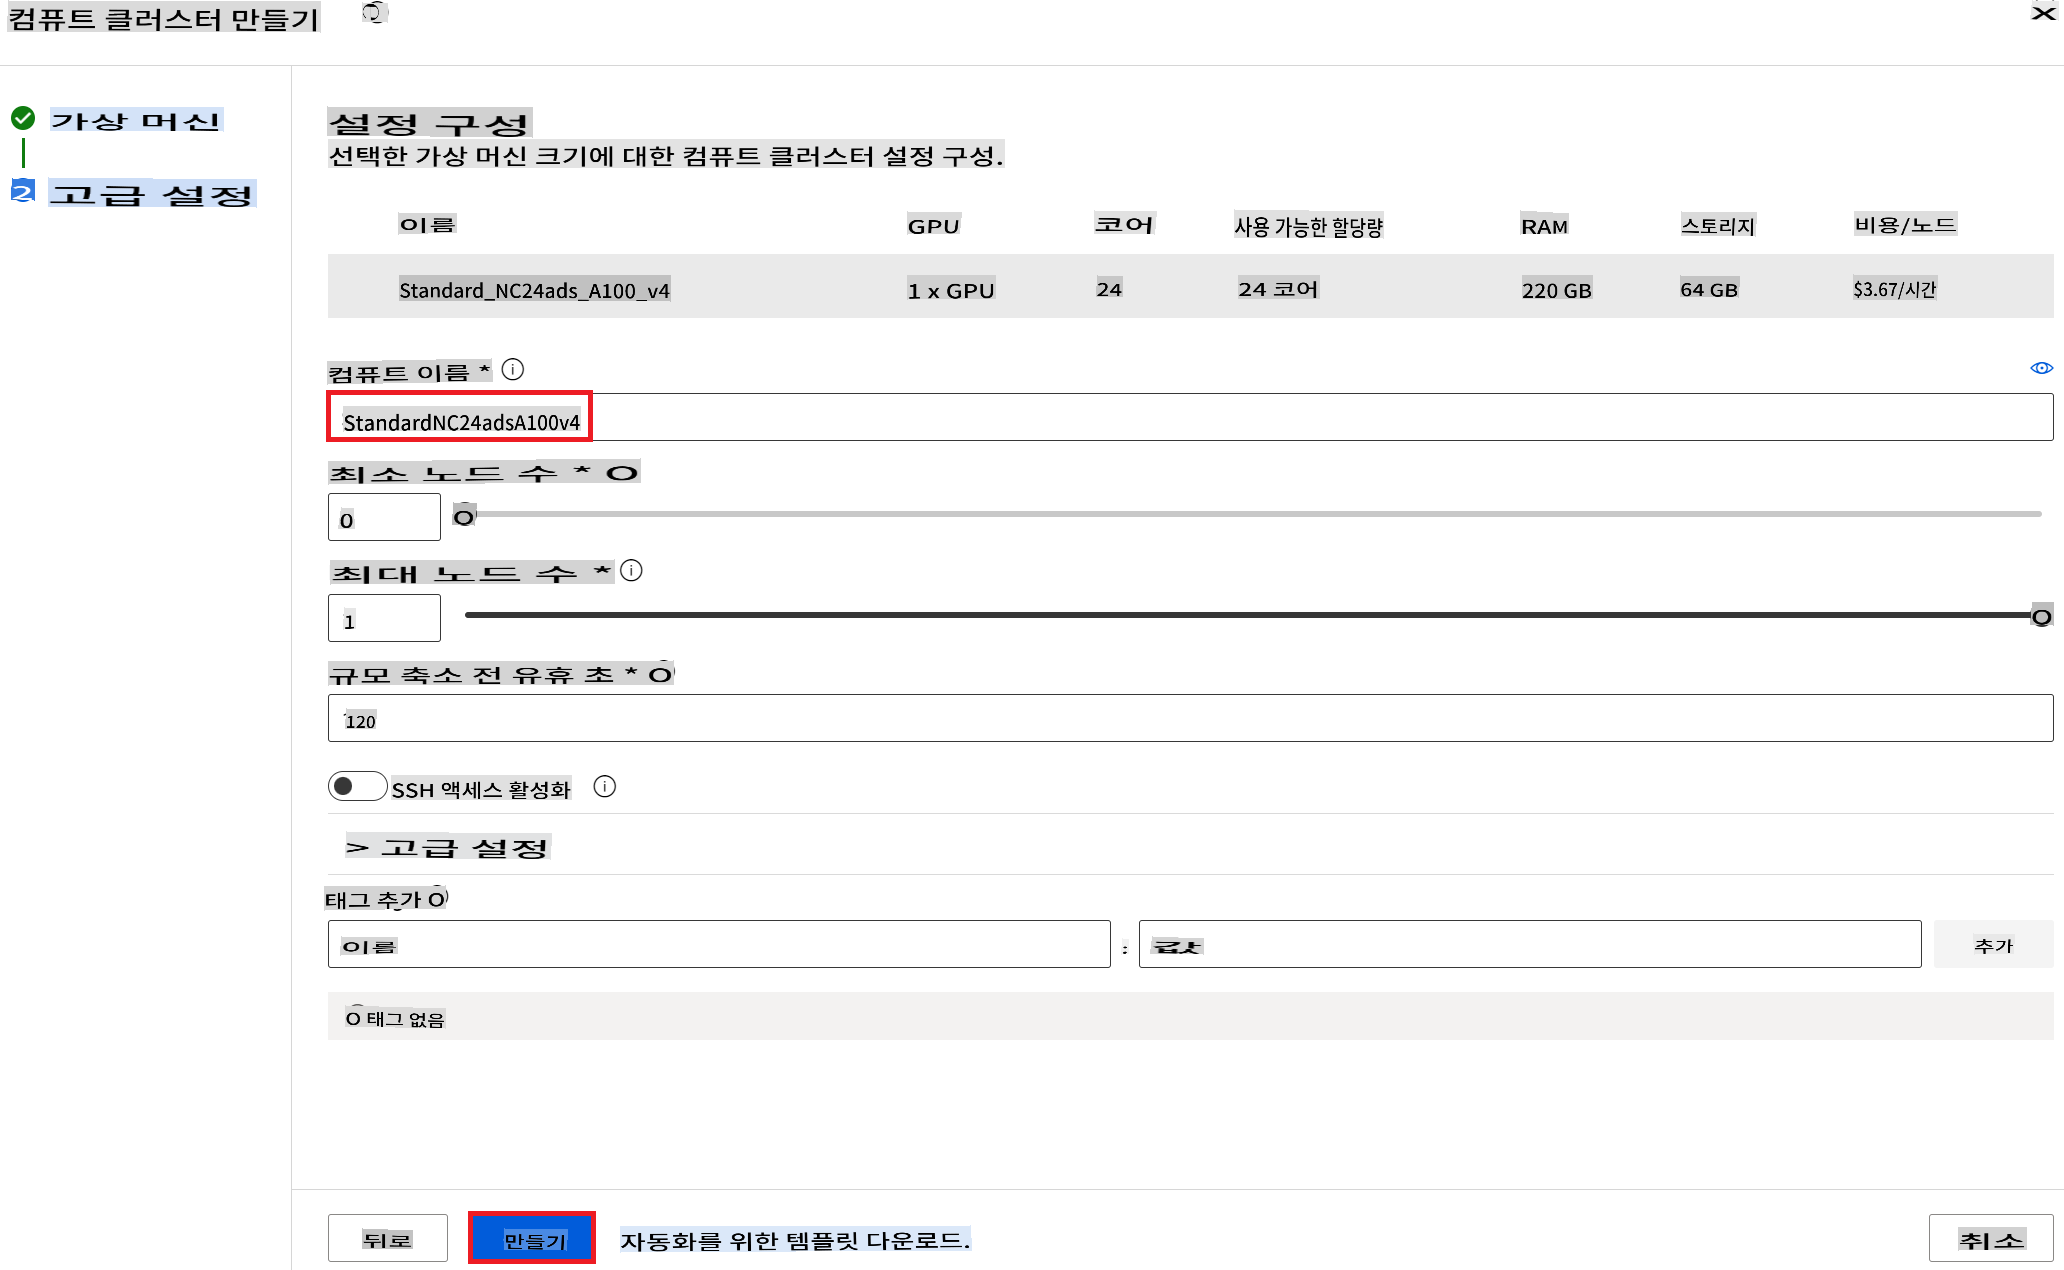 컴퓨트 클러스터 만들기
가상 머신
2 고급 설정
설정 구성
선택한 가상 머신 크기에 대한 컴퓨트 클러스터 설정 구성.
이름 GPU 코어 사용 가능한 할당량 RAM 스토리지 비용/노드
Standard_NC24ads_A100_v4 1 x GPU 24 24 코어 220 GB 64 GB $3.67/시간
컴퓨트 이름 *
StandardNC24adsA100v4
최소 노드 수 * O
0 O
최대 노드 수 *
1 O
규모 축소 전 유휴 초 * O
120
SSH 액세스 활성화
> 고급 설정
태그 추가 O
이름 : 값 추가
O 태그 없음
뒤로 만들기 자동화를 위한 템플릿 다운로드. 취소